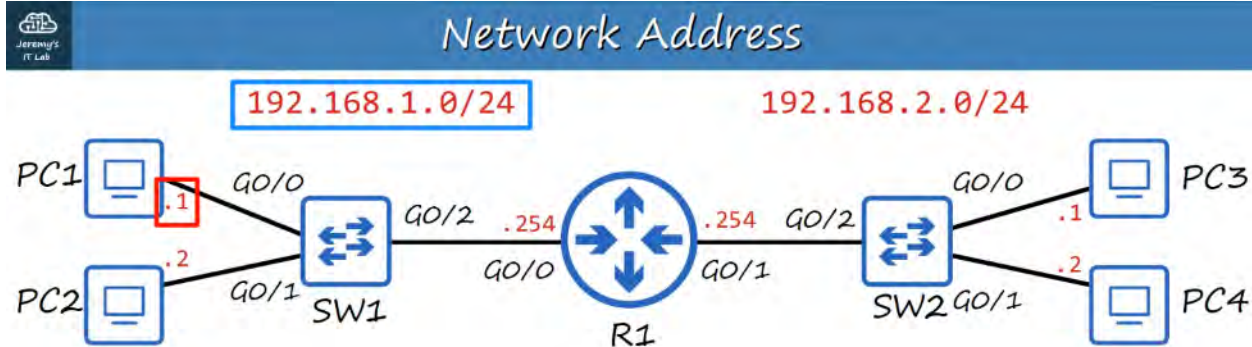 Jeremy's
IT Lab
Network Address
192.168.1.0/24
192.168.2.0/24
PC1
.1
G0/0
G0/2
.254
.254
G0/2
G0/0
.1
PC3
PC2
.2
G0/1
SW1
G0/0
R1
G0/1
SW2
G0/1
.2
PC4